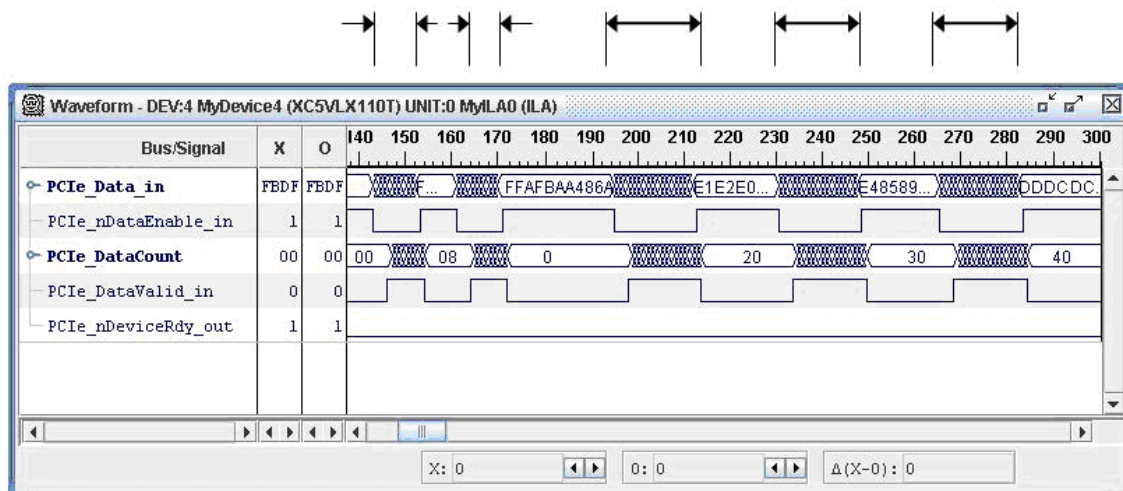 Waveform - DEV:4 MyDevice4 (XC5VLX110T) UNIT:0 MyILA0 (ILA)
Bus/Signal X O 140 150 160 170 180 190 200 210 220 230 240 250 260 270 280 290 300
PCIe_Data_in FBDF FBDF F... FFAFBAA486A E1E2E0... E48589... DDDCDC.
PCIe_nDataEnable_in 1 1
PCIe_DataCount 00 00 00 08 0 20 30 40
PCIe_DataValid_in 0 0
PCIe_nDeviceRdy_out 1 1
X: 0 O: 0 Δ(X-O): 0